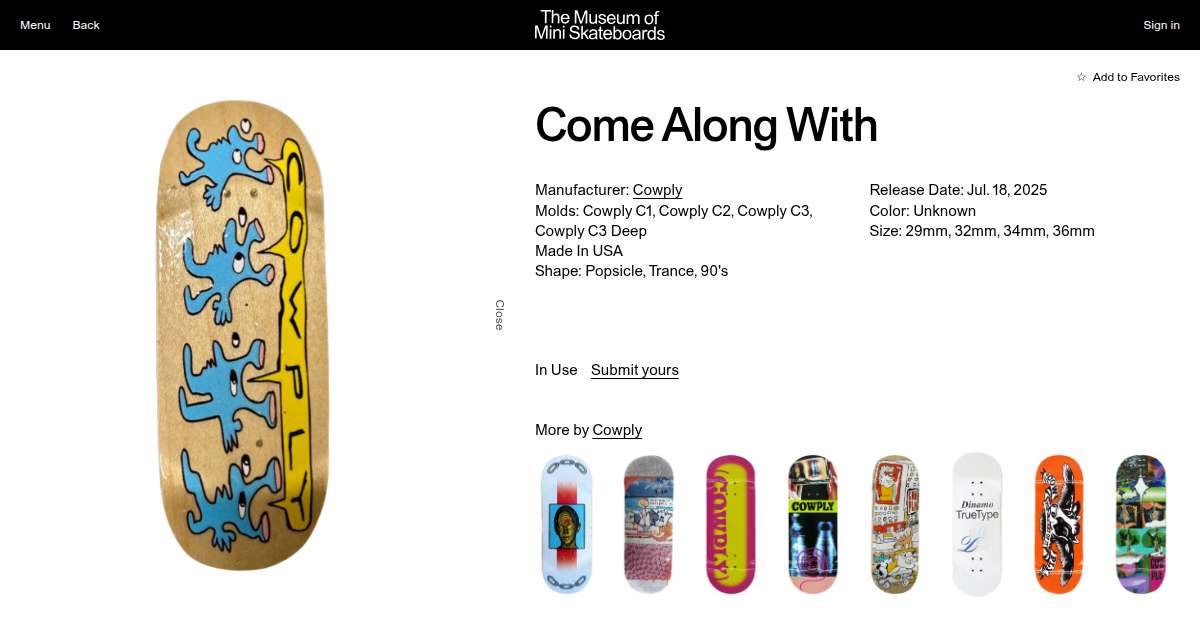 Menu
Back
The Museum of
Mini Skateboards
Sign in
☆ Add to Favorites
Come Along With
Manufacturer: Cowply
Molds: Cowply C1, Cowply C2, Cowply C3,
Cowply C3 Deep
Made In USA
Shape: Popsicle, Trance, 90's
Release Date: Jul. 18, 2025
Color: Unknown
Size: 29mm, 32mm, 34mm, 36mm
COWPLY
Close
In Use
Submit yours
More by Cowply
COWPLY
COWPLY
Dinamo
TrueType